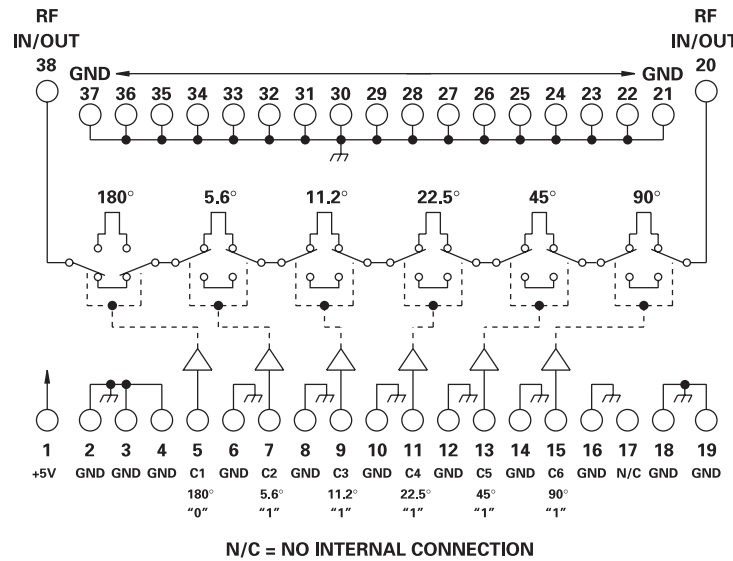 RF RF
IN/OUT IN/OUT
38 20
GND GND
37 36 35 34 33 32 31 30 29 28 27 26 25 24 23 22 21
180° 5.6° 11.2° 22.5° 45° 90°
1 2 3 4 5 6 7 8 9 10 11 12 13 14 15 16 17 18 19
+5V GND GND GND C1 GND C2 GND C3 GND C4 GND C5 GND C6 GND N/C GND GND
180° 5.6° 11.2° 22.5° 45° 90°
“0” “1” “1” “1” “1” “1”
N/C = NO INTERNAL CONNECTION